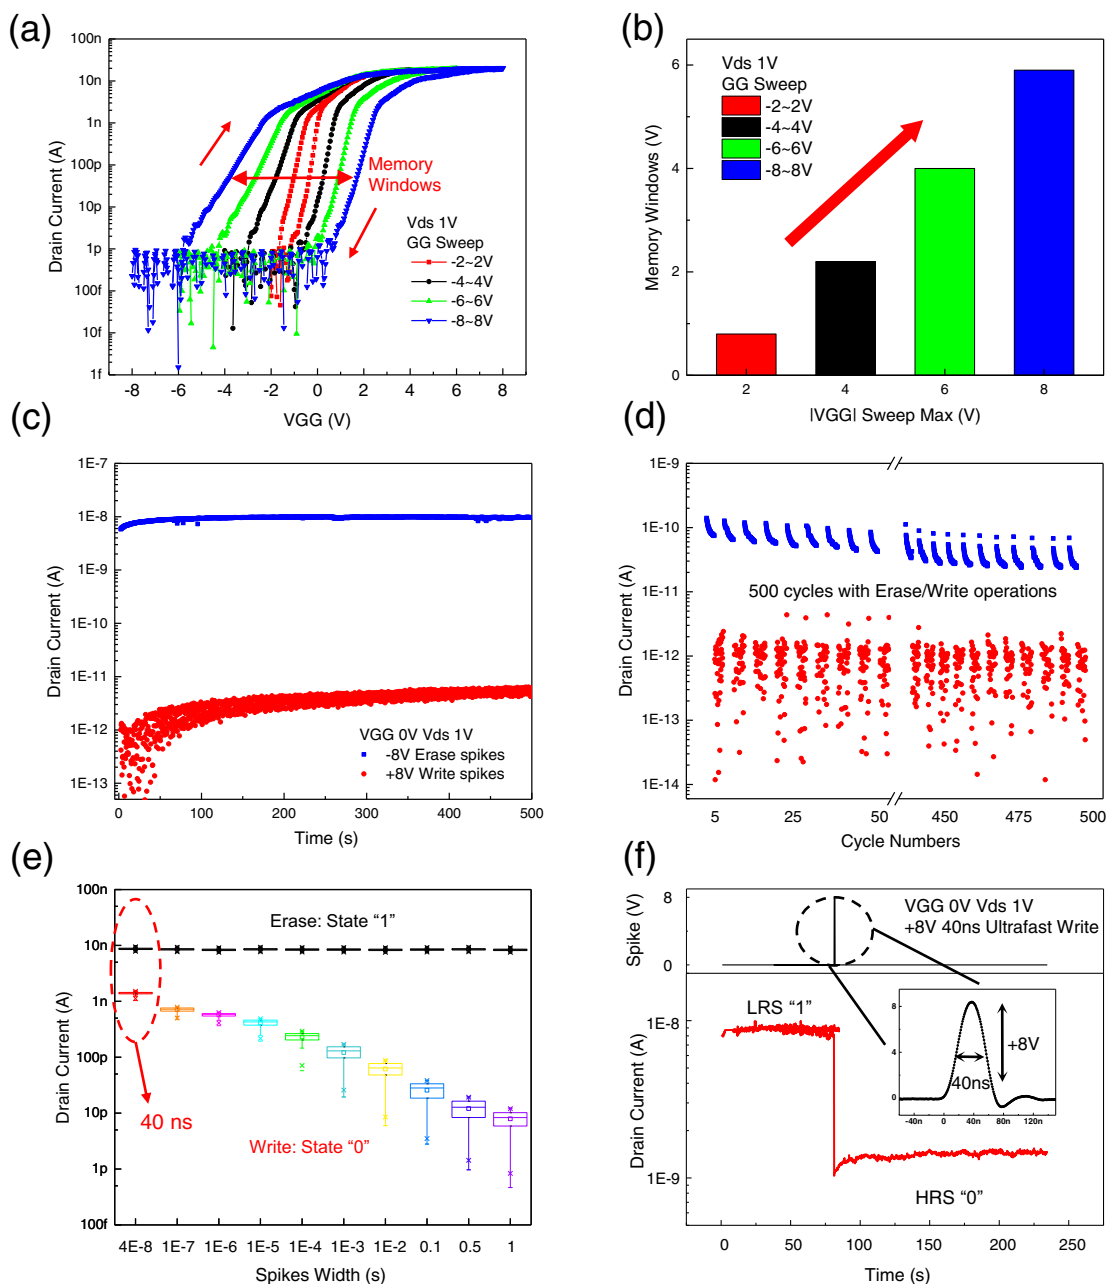 (a)
100n
10n
1n
100p
10p
1p
100f
10f
1f
Drain Current (A)
-8 -6 -4 -2 0 2 4 6 8
VGG (V)
Memory
Windows
Vds 1V
GG Sweep
-2~2V
-4~4V
-6~6V
-8~8V
(b)
6
4
2
0
Memory Windows (V)
2 4 6 8
|VGG| Sweep Max (V)
Vds 1V
GG Sweep
-2~2V
-4~4V
-6~6V
-8~8V
(c)
1E-7
1E-8
1E-9
1E-10
1E-11
1E-12
1E-13
Drain Current (A)
0 100 200 300 400 500
Time (s)
VGG 0V Vds 1V
-8V Erase spikes
+8V Write spikes
(d)
1E-9
1E-10
1E-11
1E-12
1E-13
1E-14
Drain Current (A)
500 cycles with Erase/Write operations
5 25 50 450 475 500
Cycle Numbers
(e)
100n
10n
1n
100p
10p
1p
100f
Drain Current (A)
Erase: State “1”
40 ns
Write: State “0”
4E-8 1E-7 1E-6 1E-5 1E-4 1E-3 1E-2 0.1 0.5 1
Spikes Width (s)
(f)
8
0
Spike (V)
VGG 0V Vds 1V
+8V 40ns Ultrafast Write
1E-8
1E-9
Drain Current (A)
LRS “1”
HRS “0”
8
4
0
+8V
40ns
-40n 0 40n 80n 120n
0 50 100 150 200 250
Time (s)